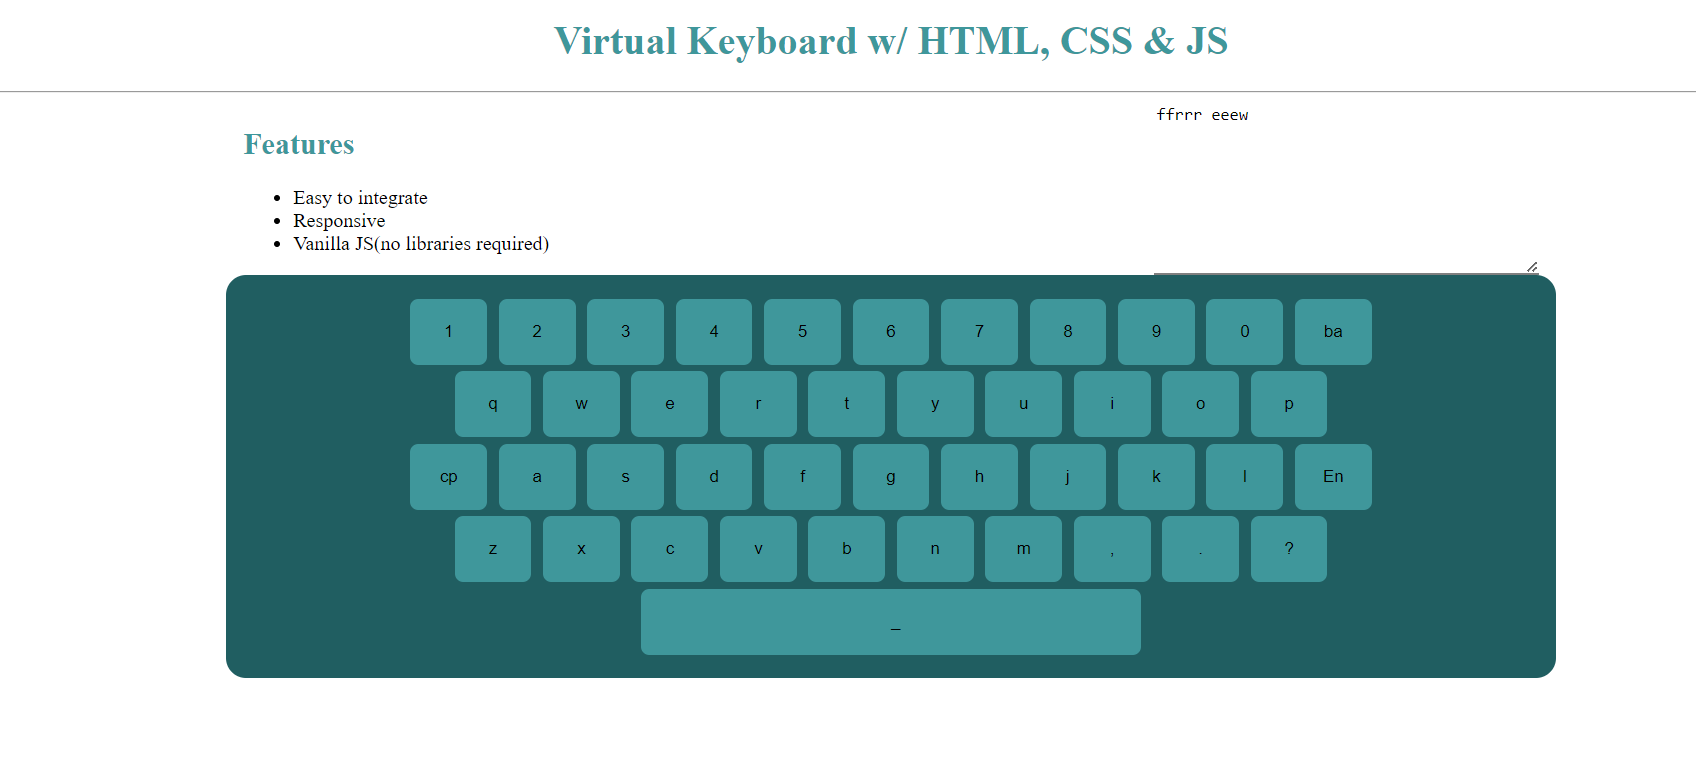 Virtual Keyboard w/ HTML, CSS & JS
ffrrr eeew
Features
Easy to integrate
Responsive
Vanilla JS(no libraries required)
1 2 3 4 5 6 7 8 9 0 ba
q w e r t y u i o p
cp a s d f g h j k l En
z x c v b n m , . ?
_